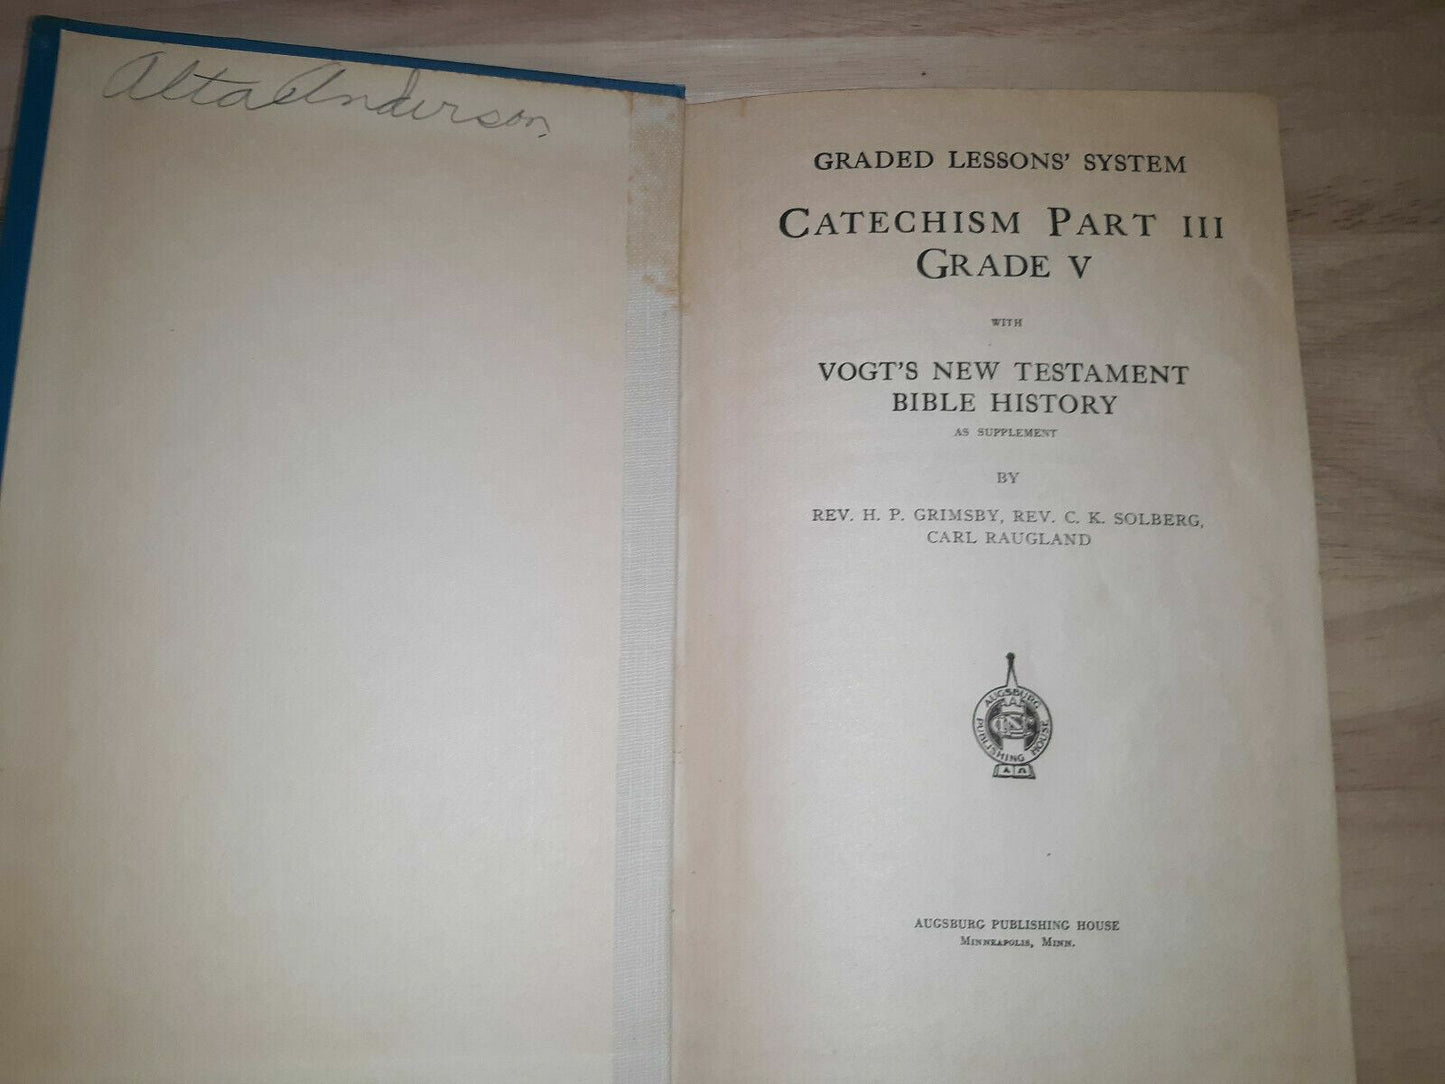 Alta Anderson
GRADED LESSONS' SYSTEM
CATECHISM PART III
GRADE V
WITH
VOGT'S NEW TESTAMENT
BIBLE HISTORY
AS SUPPLEMENT
BY
REV. H. P. GRIMSBY, REV. C. K. SOLBERG,
CARL RAUGLAND
AUGSBURG
PUBLISHING HOUSE
Α Ω
AUGSBURG PUBLISHING HOUSE
MINNEAPOLIS, MINN.